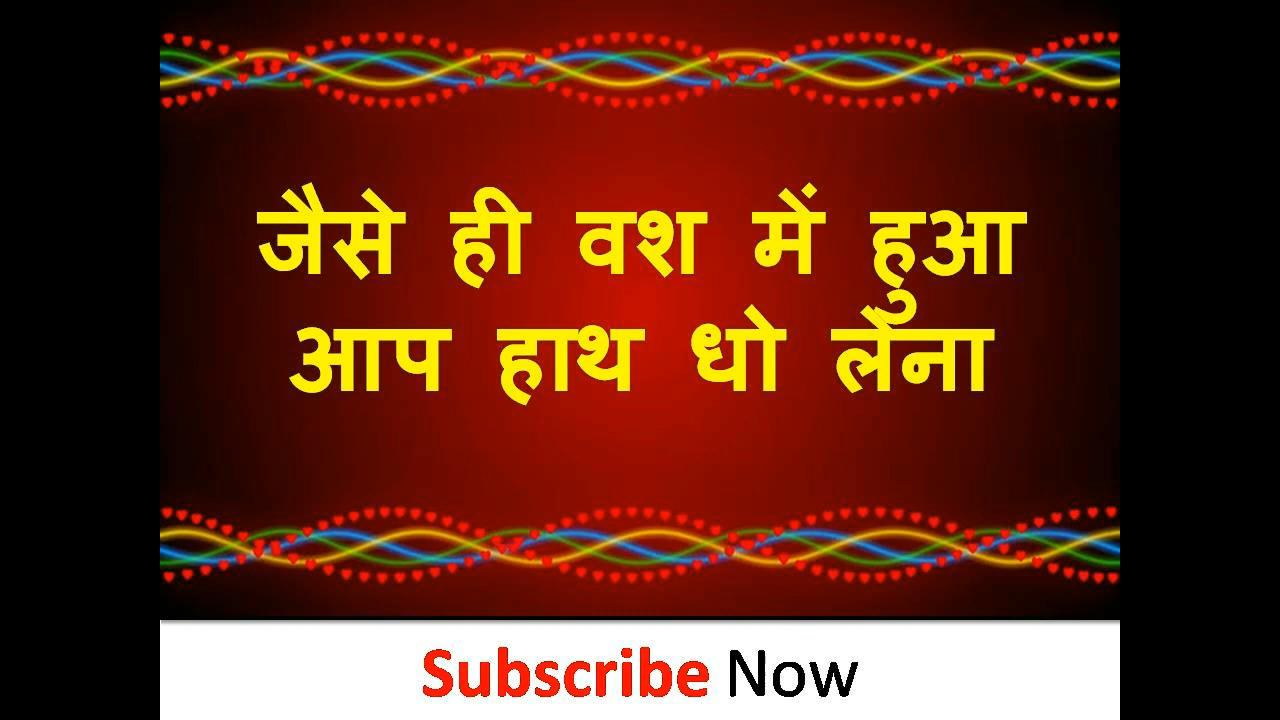 जैसे ही वश में हुआ
आप हाथ धो लेना
Subscribe Now